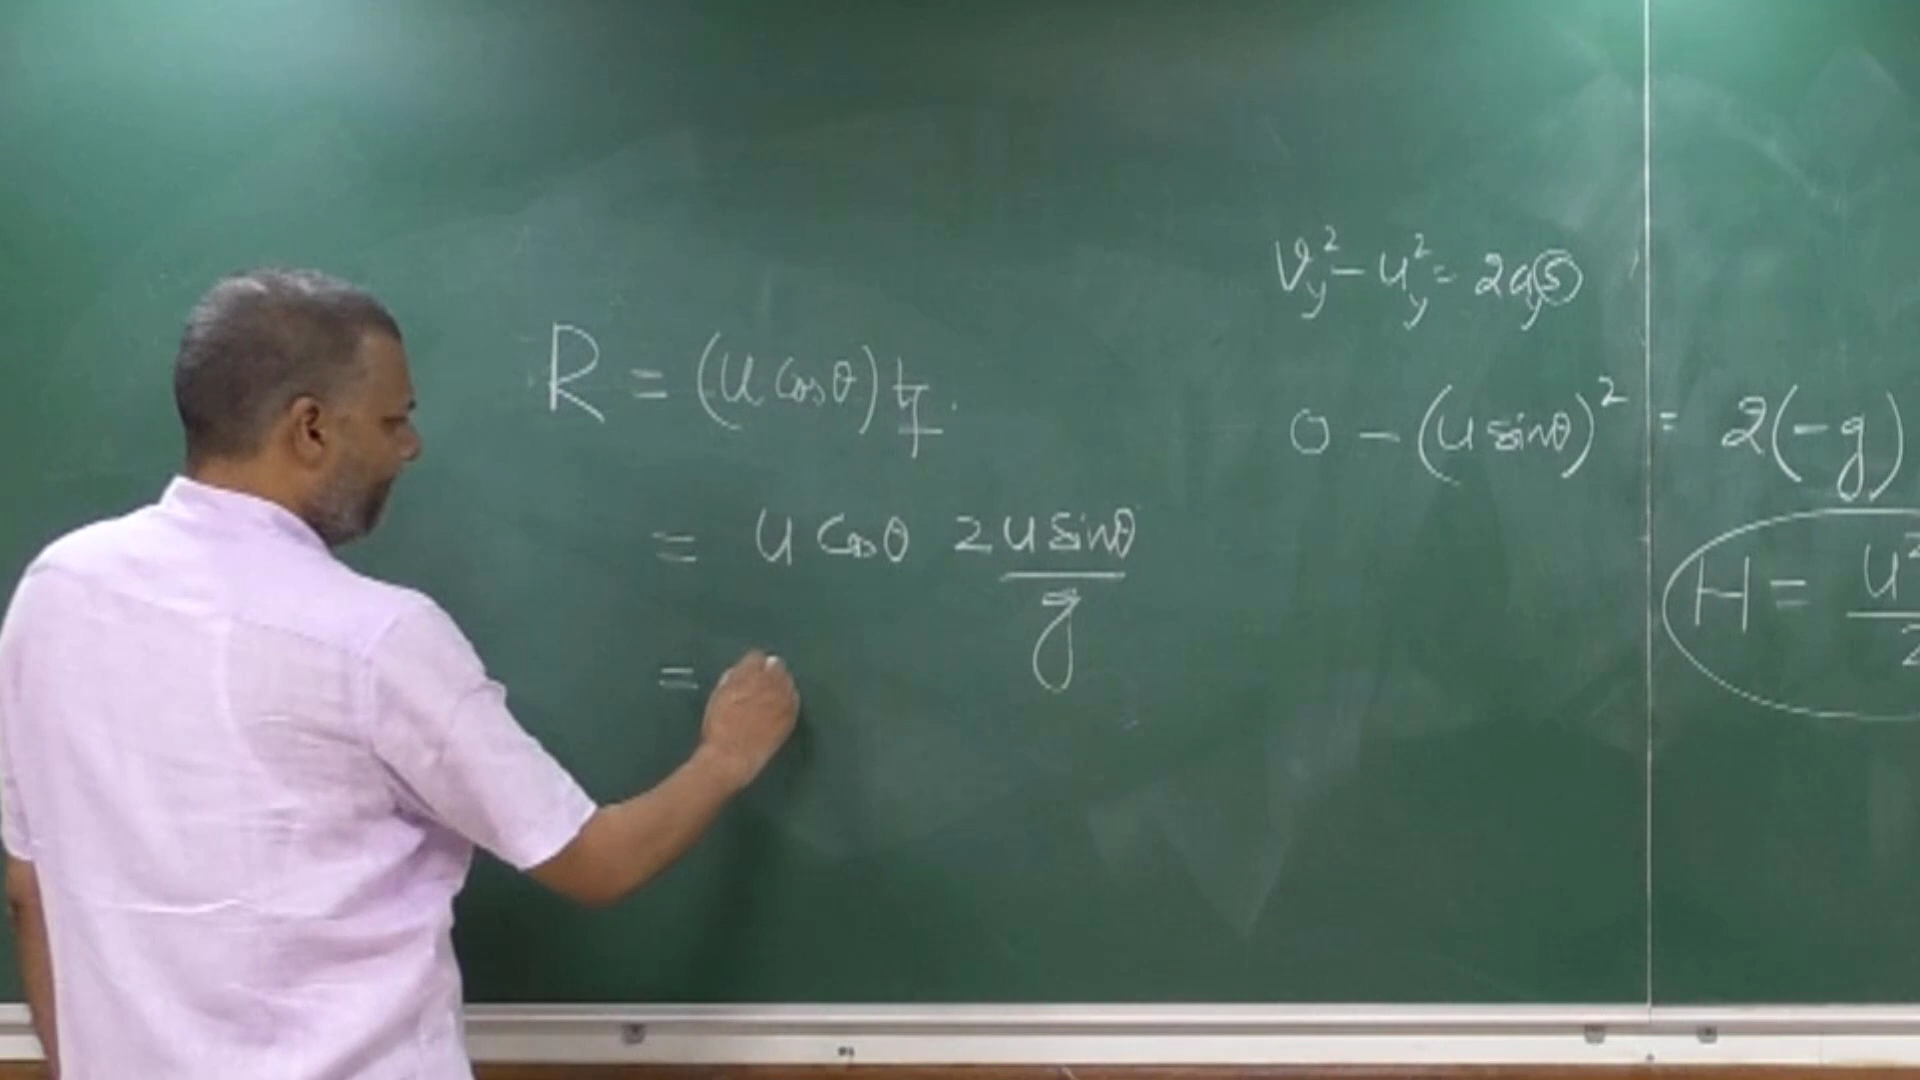 R = (u cosθ) tf.
= u cosθ 2u sinθ / g
=
Vy² - uy² = 2ay s
0 - (u sinθ)² = 2(-g)
H = u² / 2